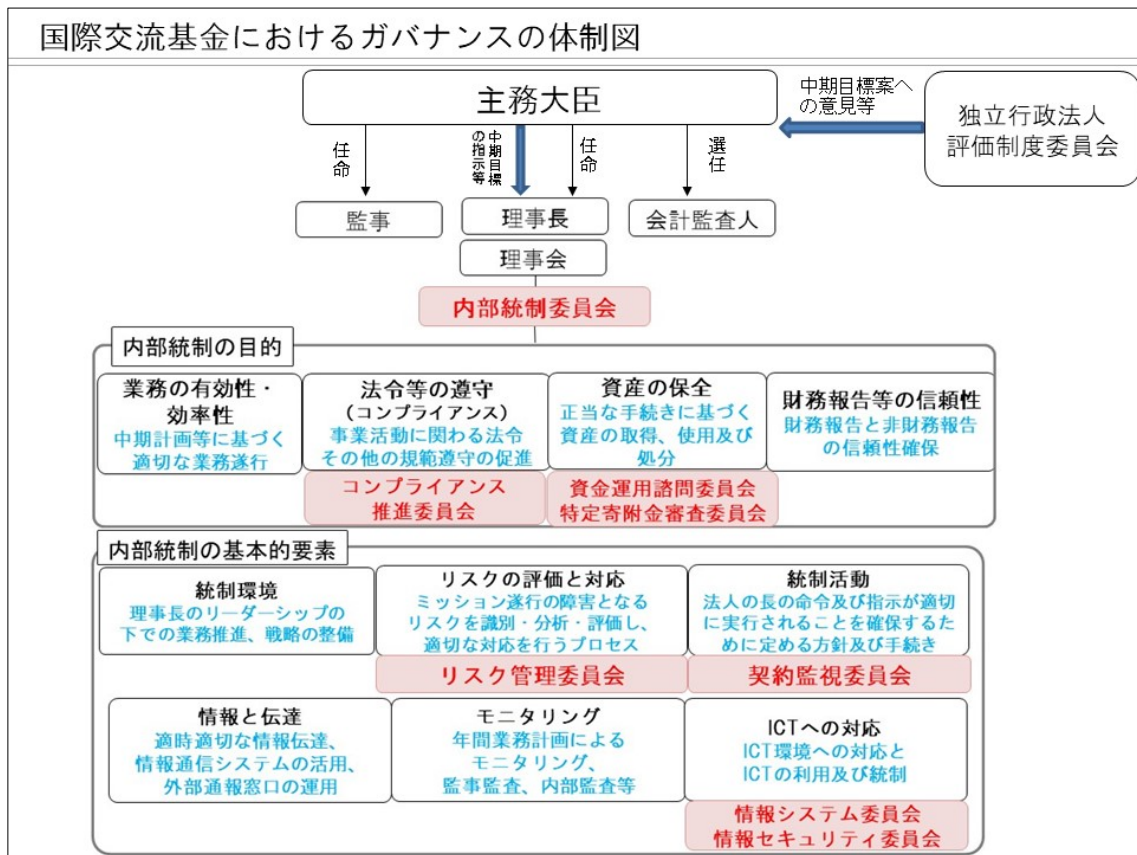 国際交流基金におけるガバナンスの体制図
主務大臣
中期目標案へ
の意見等
独立行政法人
評価制度委員会
任命
中期目標
の指示等
任命
選任
監事
理事長
会計監査人
理事会
内部統制委員会
内部統制の目的
業務の有効性・
効率性
中期計画等に基づく
適切な業務遂行
法令等の遵守
(コンプライアンス)
事業活動に関わる法令
その他の規範遵守の促進
コンプライアンス
推進委員会
資産の保全
正当な手続きに基づく
資産の取得、使用及び
処分
資金運用諮問委員会
特定寄附金審査委員会
財務報告等の信頼性
財務報告と非財務報告
の信頼性確保
内部統制の基本的要素
統制環境
理事長のリーダーシップの
下での業務推進、戦略の整備
リスクの評価と対応
ミッション遂行の障害となる
リスクを識別・分析・評価し、
適切な対応を行うプロセス
リスク管理委員会
統制活動
法人の長の命令及び指示が適切
に実行されることを確保するた
めに定める方針及び手続き
契約監視委員会
情報と伝達
適時適切な情報伝達、
情報通信システムの活用、
外部通報窓口の運用
モニタリング
年間業務計画による
モニタリング、
監事監査、内部監査等
ICTへの対応
ICT環境への対応と
ICTの利用及び統制
情報システム委員会
情報セキュリティ委員会